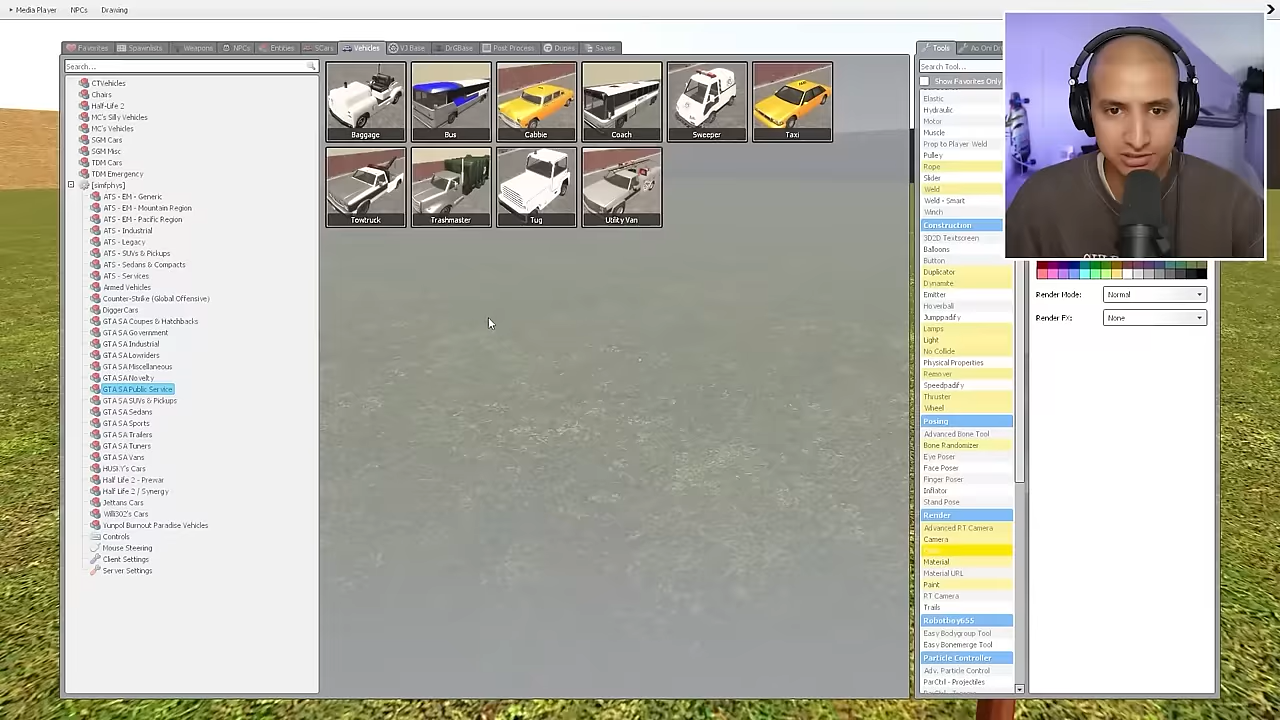 Media Player NPCs Drawing
Favorites Spawnlists Weapons NPCs Entities SCars Vehicles VJ Base DrGBase Post Process Dupes Saves
Search...
CTVehicles
Chairs
Half-Life 2
MC's Silly Vehicles
MC's Vehicles
SGM Cars
SGM Misc
TDM Cars
TDM Emergency
[simfphys]
ATS - EM - Generic
ATS - EM - Mountain Region
ATS - EM - Pacific Region
ATS - Industrial
ATS - Legacy
ATS - SUVs & Pickups
ATS - Sedans & Compacts
ATS - Services
Armed Vehicles
Counter-Strike (Global Offensive)
DiggerCars
GTA SA Coupes & Hatchbacks
GTA SA Government
GTA SA Industrial
GTA SA Lowriders
GTA SA Miscellaneous
GTA SA Novelty
GTA SA Public Service
GTA SA SUVs & Pickups
GTA SA Sedans
GTA SA Sports
GTA SA Trailers
GTA SA Tuners
GTA SA Vans
HUSKY's Cars
Half Life 2 - Prewar
Half Life 2 / Synergy
Jettans Cars
Willi302's Cars
Yunpol Burnout Paradise Vehicles
Controls
Mouse Steering
Client Settings
Server Settings
Baggage Bus Cabbie Coach Sweeper Taxi
Towtruck Trashmaster Tug Utility Van
Tools
Search Tool...
Show Favorites Only
Elastic
Hydraulic
Motor
Muscle
Prop to Player Weld
Pulley
Rope
Slider
Weld
Weld - Smart
Winch
Construction
3D2D Textscreen
Balloons
Button
Duplicator
Dynamite
Emitter
Hoverball
Jumppadify
Lamps
Light
No Collide
Physical Properties
Remover
Speedpadify
Thruster
Wheel
Posing
Advanced Bone Tool
Bone Randomizer
Eye Poser
Face Poser
Finger Poser
Inflator
Stand Pose
Render
Advanced RT Camera
Camera
Material
Material URL
Paint
RT Camera
Trails
Robotboy655
Easy Bodygroup Tool
Easy Bonemerge Tool
Particle Controller
Adv. Particle Control
ParCtrl - Projectiles
Render Mode: Normal
Render FX: None